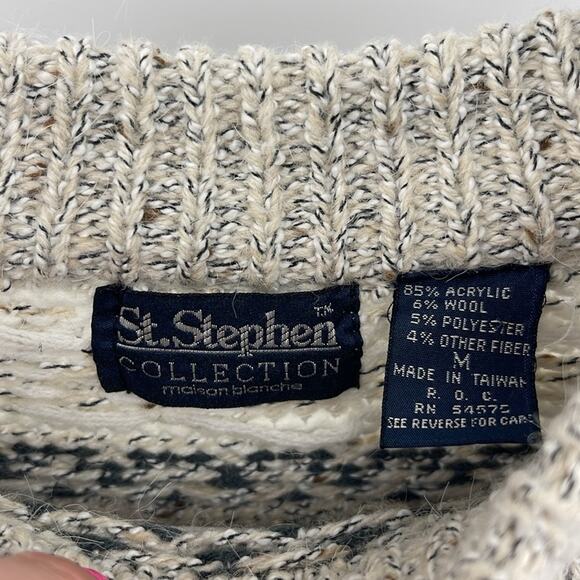 St. Stephen TM
COLLECTION
maison blanche
85% ACRYLIC
6% WOOL
5% POLYESTER
4% OTHER FIBER
M
MADE IN TAIWAN
R. O. C.
RN 54575
SEE REVERSE FOR CARE